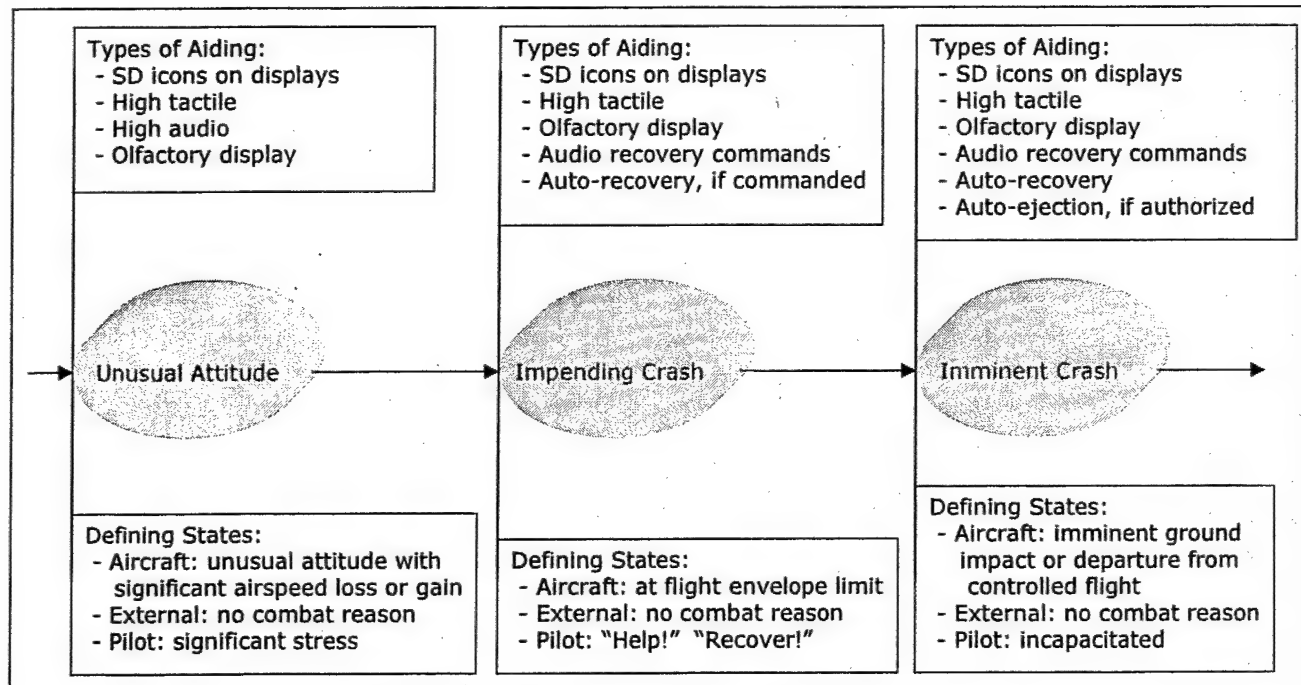 Types of Aiding:
- SD icons on displays
- High tactile
- High audio
- Olfactory display
Types of Aiding:
- SD icons on displays
- High tactile
- Olfactory display
- Audio recovery commands
- Auto-recovery, if commanded
Types of Aiding:
- SD icons on displays
- High tactile
- Olfactory display
- Audio recovery commands
- Auto-recovery
- Auto-ejection, if authorized
Unusual Attitude
Impending Crash
Imminent Crash
Defining States:
- Aircraft: unusual attitude with
significant airspeed loss or gain
- External: no combat reason
- Pilot: significant stress
Defining States:
- Aircraft: at flight envelope limit
- External: no combat reason
- Pilot: “Help!” “Recover!”
Defining States:
- Aircraft: imminent ground
impact or departure from
controlled flight
- External: no combat reason
- Pilot: incapacitated